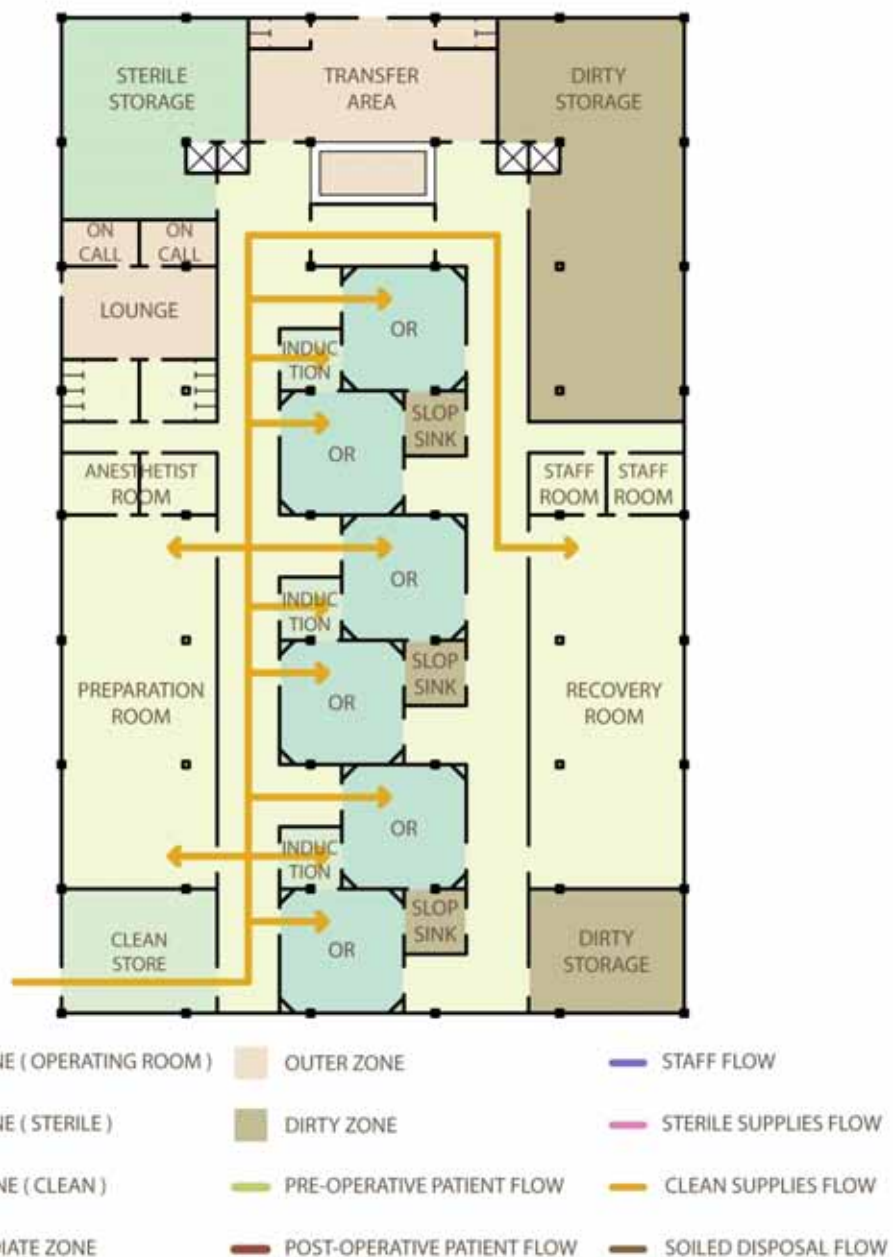 STERILE
STORAGE
TRANSFER
AREA
DIRTY
STORAGE
ON
CALL
ON
CALL
LOUNGE
OR
INDUC
TION
SLOP
SINK
OR
ANESTHETIST
ROOM
STAFF
ROOM
STAFF
ROOM
OR
INDUC
TION
SLOP
SINK
OR
PREPARATION
ROOM
RECOVERY
ROOM
OR
INDUC
TION
SLOP
SINK
OR
CLEAN
STORE
DIRTY
STORAGE
NE ( OPERATING ROOM ) OUTER ZONE STAFF FLOW
NE ( STERILE ) DIRTY ZONE STERILE SUPPLIES FLOW
NE ( CLEAN ) PRE-OPERATIVE PATIENT FLOW CLEAN SUPPLIES FLOW
DIATE ZONE POST-OPERATIVE PATIENT FLOW SOILED DISPOSAL FLOW